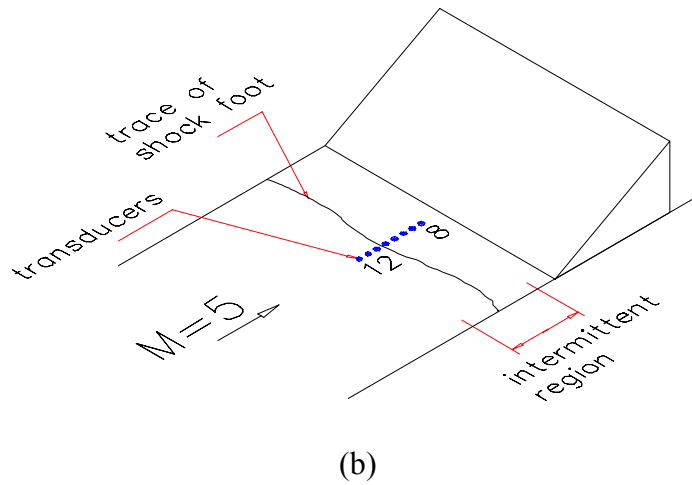 trace of
shock foot
transducers
12
8
M=5
intermittent
region
(b)